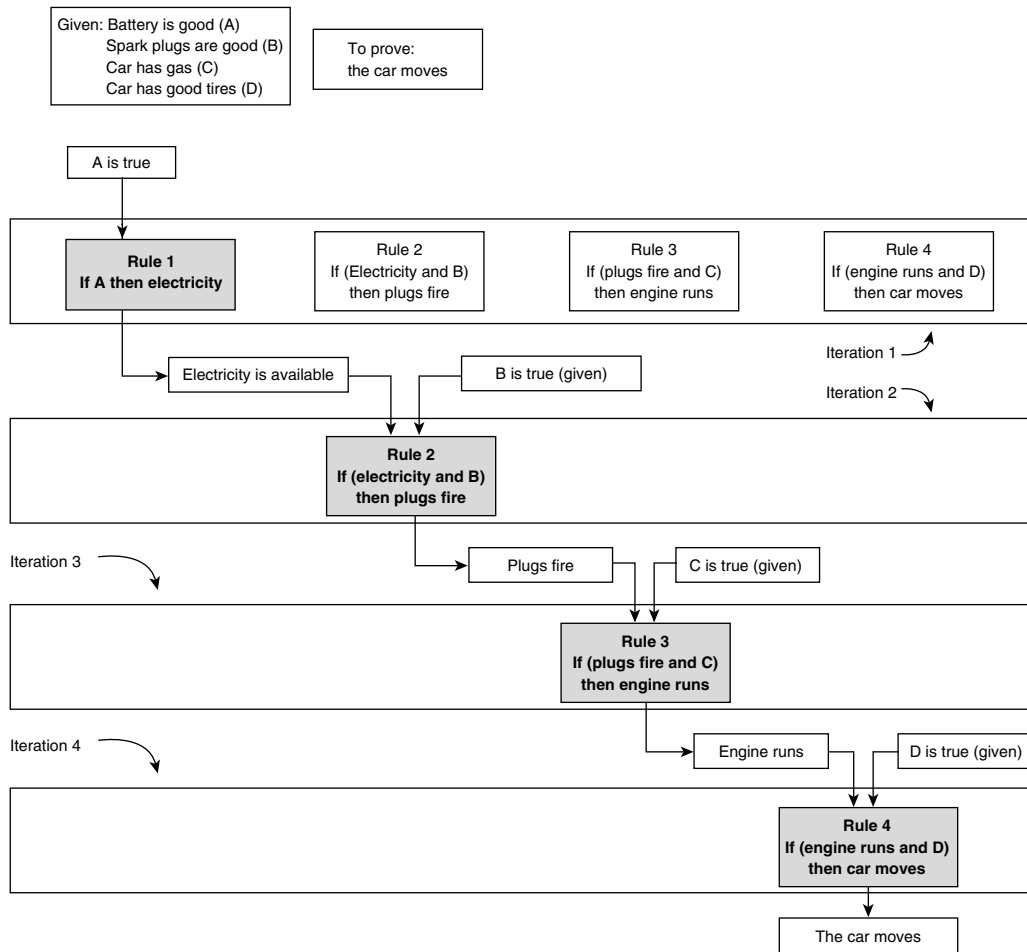 Given: Battery is good (A)
Spark plugs are good (B)
Car has gas (C)
Car has good tires (D)
To prove:
the car moves
A is true
Rule 1
If A then electricity
Rule 2
If (Electricity and B)
then plugs fire
Rule 3
If (plugs fire and C)
then engine runs
Rule 4
If (engine runs and D)
then car moves
Iteration 1
Electricity is available
B is true (given)
Iteration 2
Rule 2
If (electricity and B)
then plugs fire
Iteration 3
Plugs fire
C is true (given)
Rule 3
If (plugs fire and C)
then engine runs
Iteration 4
Engine runs
D is true (given)
Rule 4
If (engine runs and D)
then car moves
The car moves